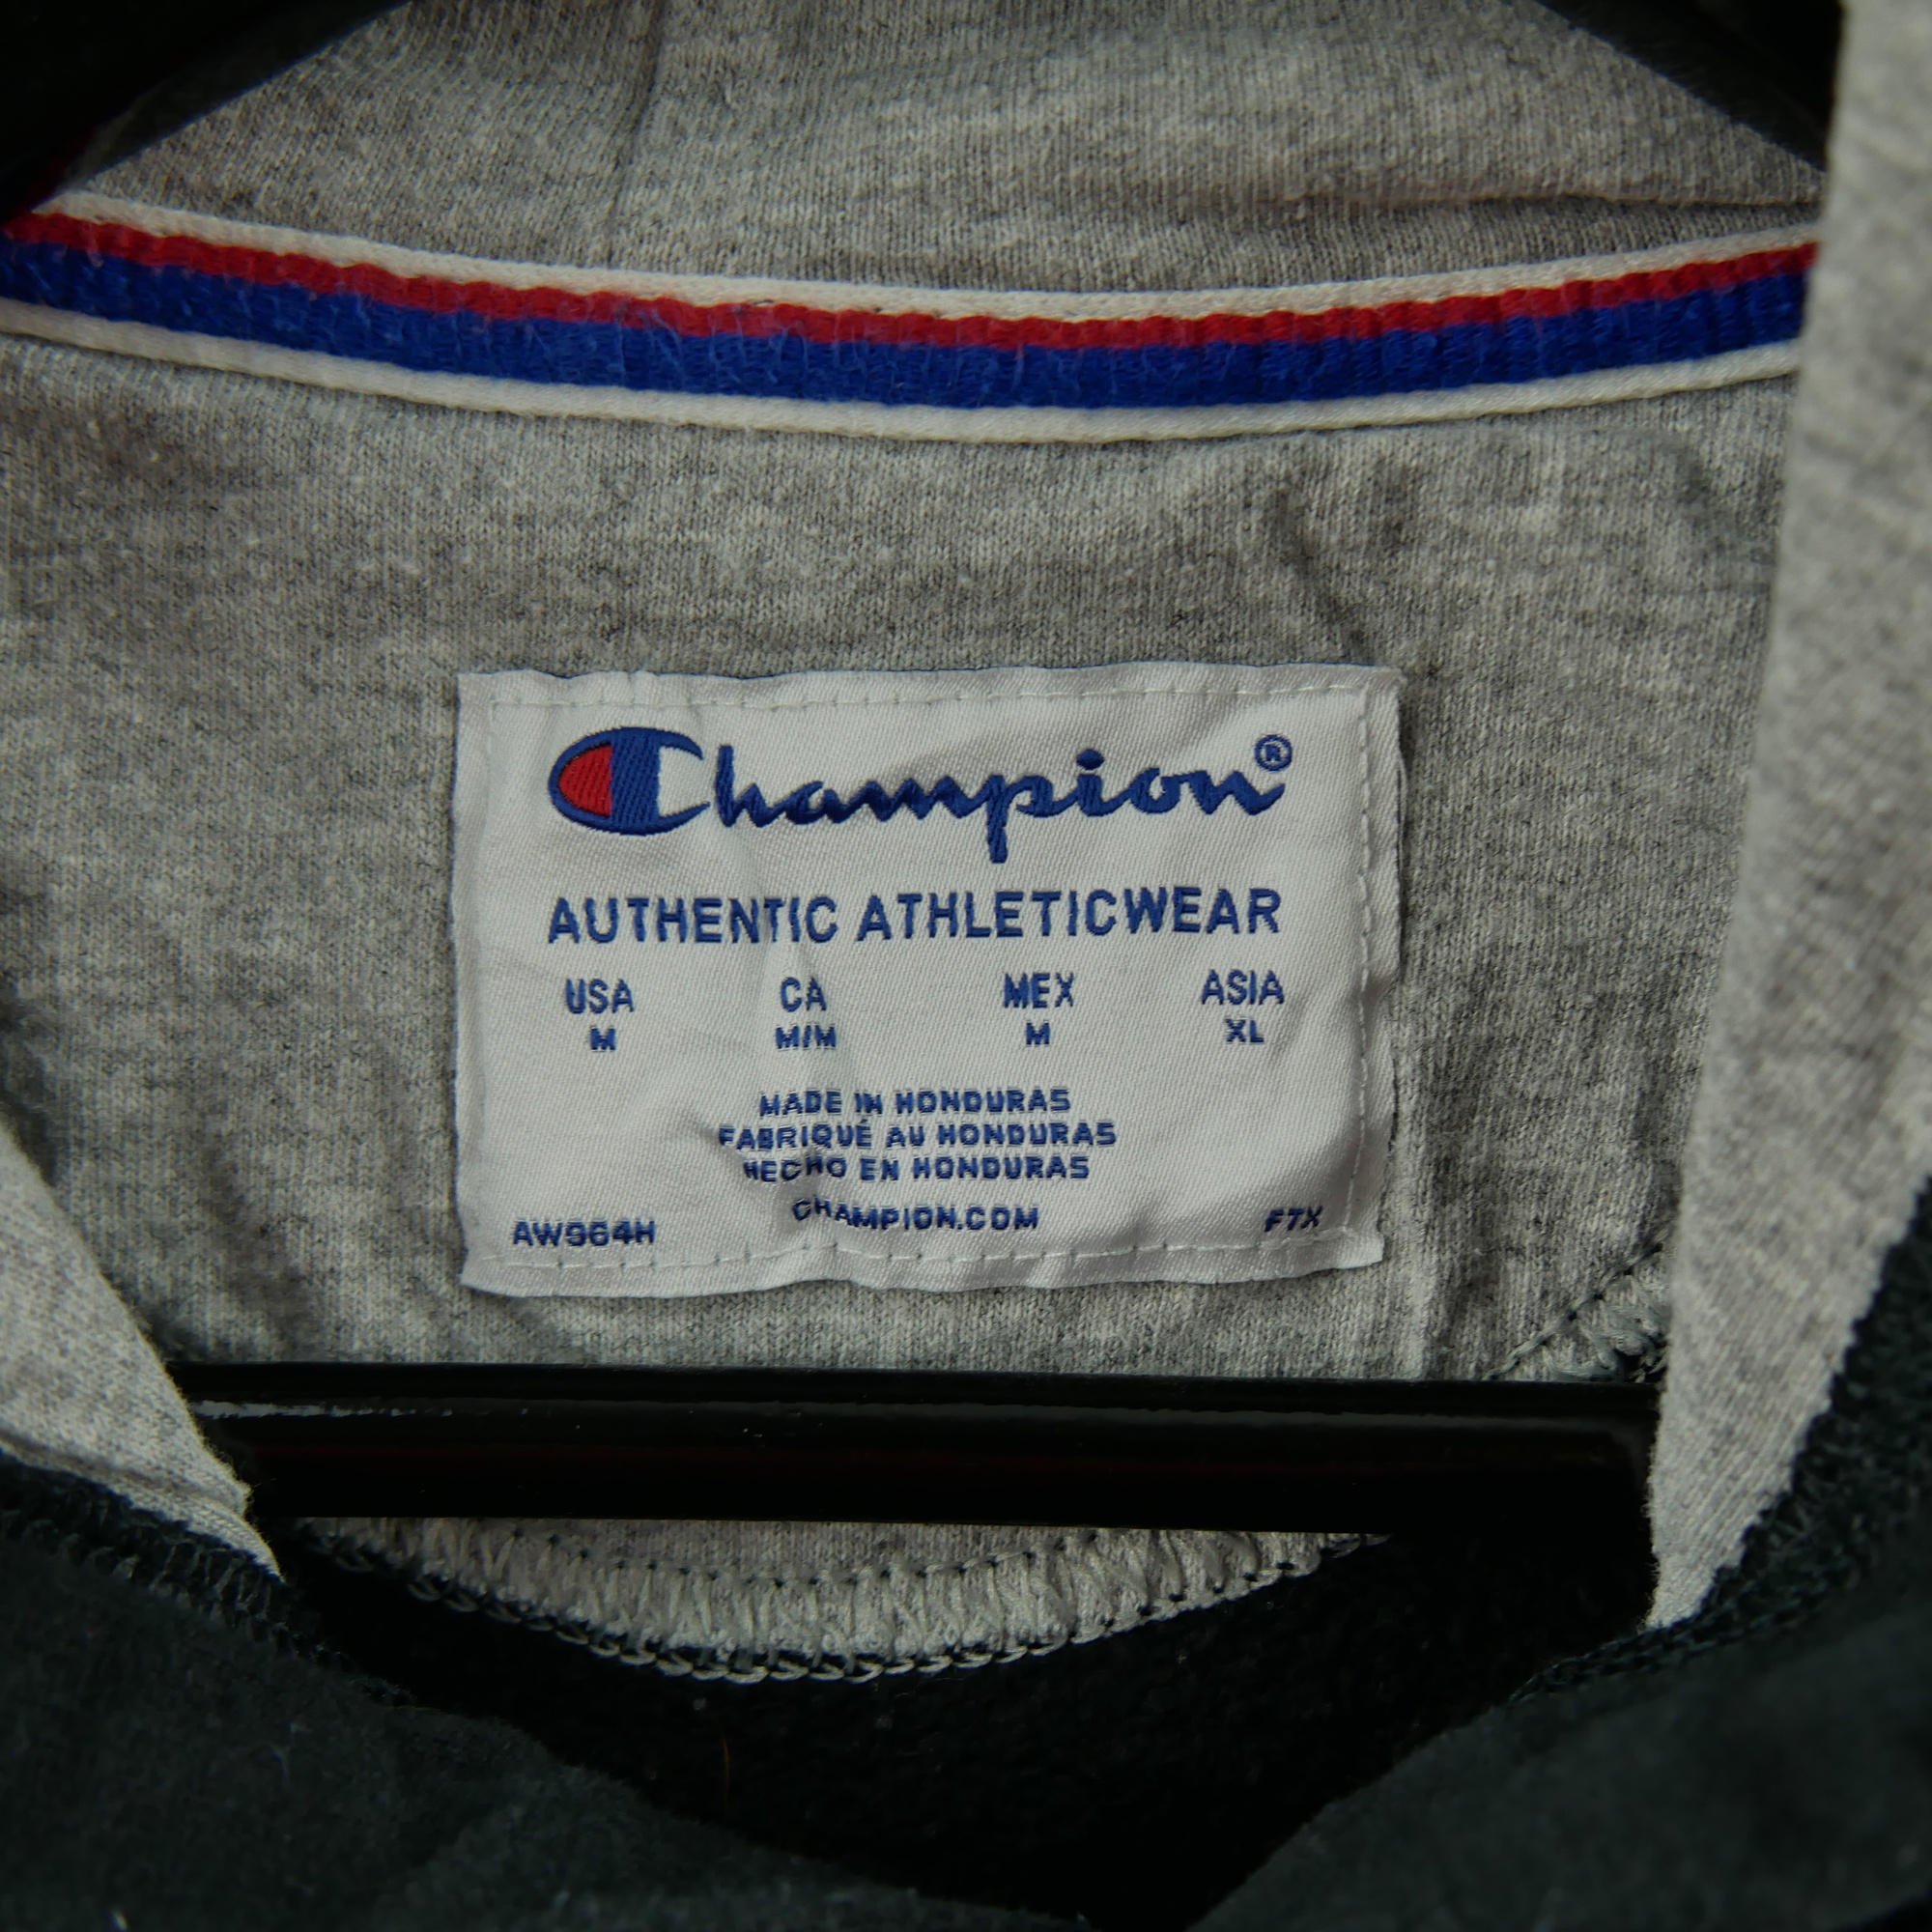 Champion®
AUTHENTIC ATHLETICWEAR
USA CA MEX ASIA
M M/M M XL
MADE IN HONDURAS
FABRIQUÉ AU HONDURAS
HECHO EN HONDURAS
CHAMPION.COM
AW964H FTX